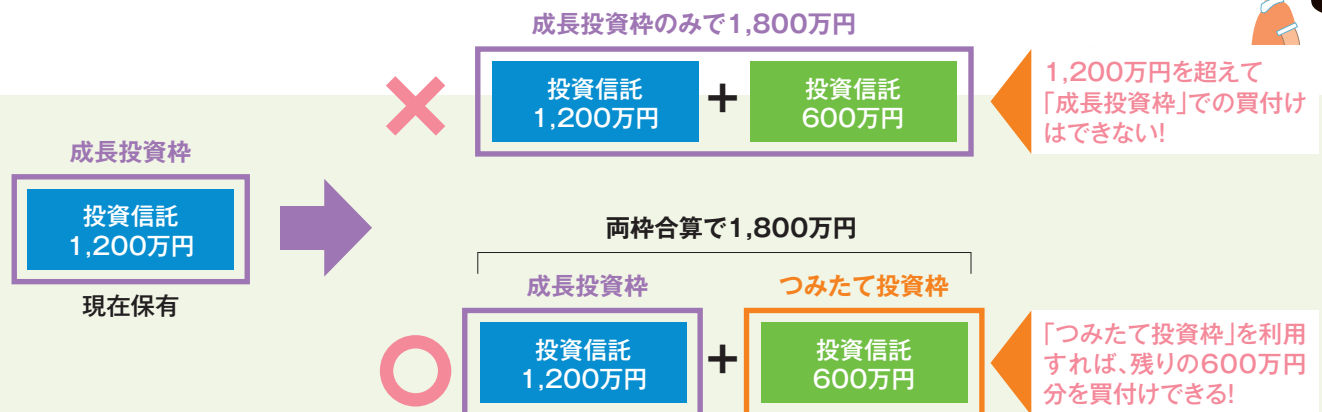 成長投資枠のみで1,800万円
投資信託
1,200万円
+
投資信託
600万円
1,200万円を超えて
「成長投資枠」での買付け
はできない!
成長投資枠
投資信託
1,200万円
現在保有
両枠合算で1,800万円
成長投資枠
つみたて投資枠
投資信託
1,200万円
+
投資信託
600万円
「つみたて投資枠」を利用
すれば、残りの600万円
分を買付けできる!